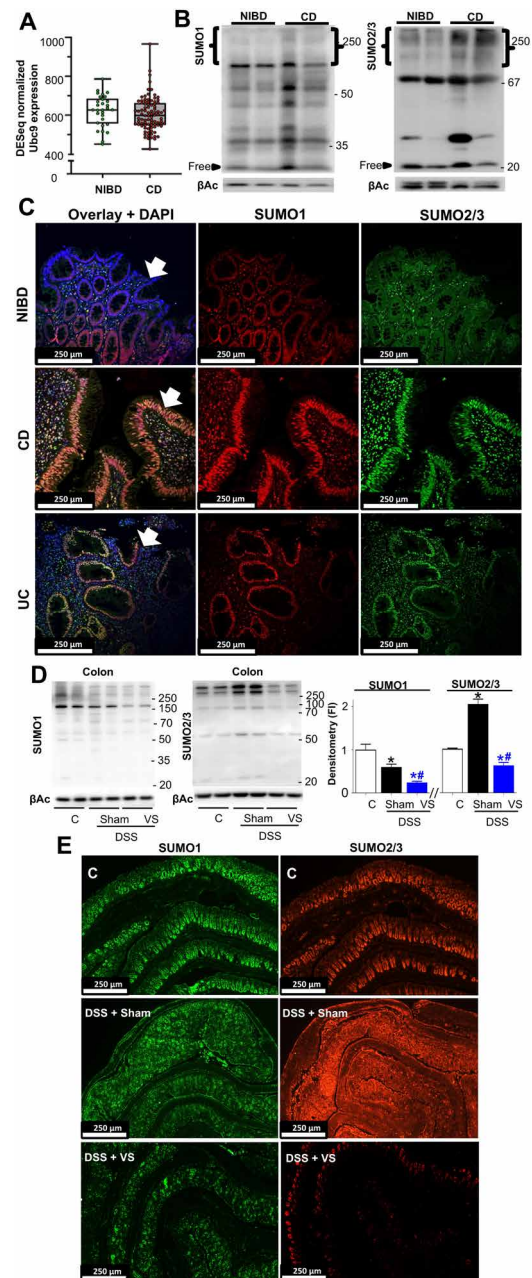 A
DESeq normalized
Ubc9 expression
1000
800
600
400
0
NIBD
CD
B
NIBD
CD
SUMO1
250
50
35
Free
βAc
NIBD
CD
SUMO2/3
250
67
20
Free
βAc
C
Overlay + DAPI
SUMO1
SUMO2/3
NIBD
250 µm
250 µm
250 µm
CD
250 µm
250 µm
250 µm
UC
250 µm
250 µm
250 µm
D
Colon
SUMO1
250
150
100
70
50
20
βAc
C
Sham
VS
DSS
Colon
SUMO2/3
250
150
100
70
50
20
βAc
C
Sham
VS
DSS
SUMO1
SUMO2/3
Densitometry (FI)
2
1
0
*
*#
*
*#
C
Sham VS
//
C
Sham VS
DSS
DSS
E
SUMO1
SUMO2/3
C
250 µm
C
250 µm
DSS + Sham
250 µm
DSS + Sham
250 µm
DSS + VS
250 µm
DSS + VS
250 µm